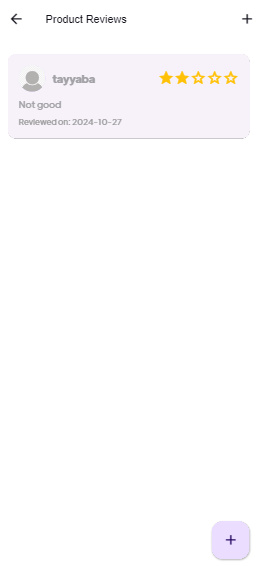 Product Reviews
tayyaba
Not good
Reviewed on: 2024-10-27